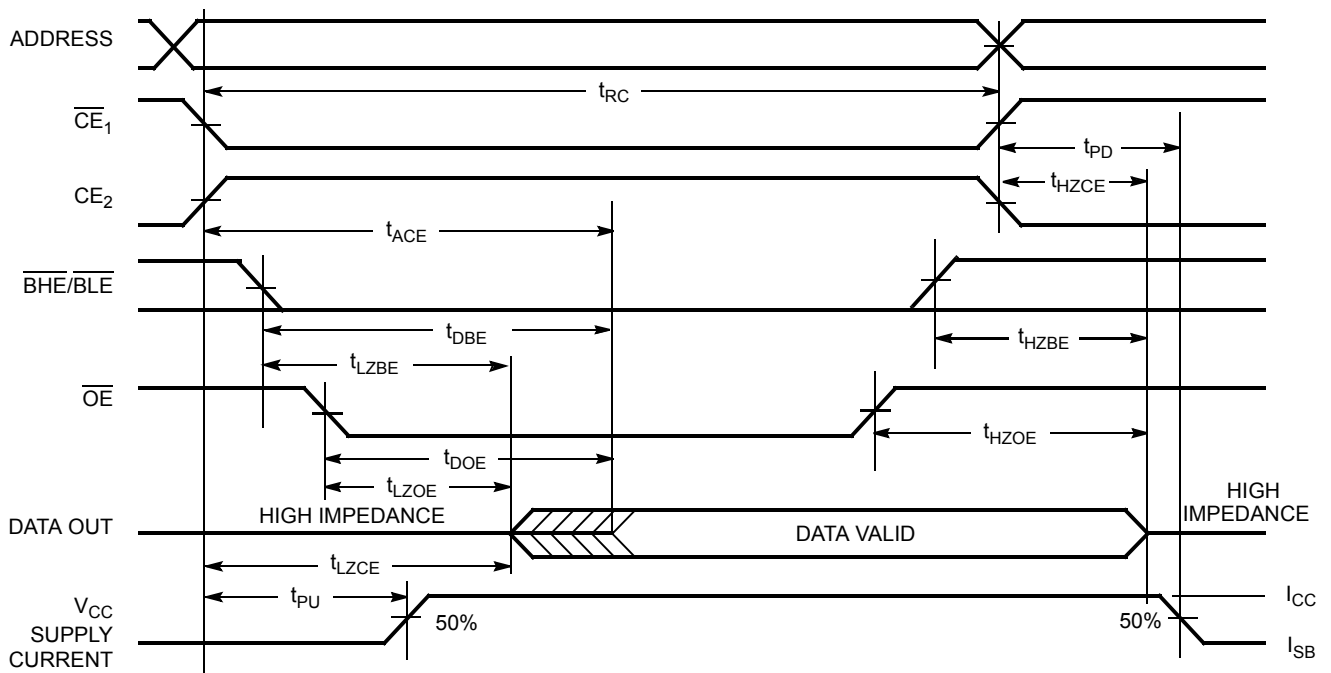 ADDRESS
tRC
CE1
tPD
tHZCE
CE2
tACE
BHE/BLE
tDBE
tHZBE
tLZBE
OE
tHZOE
tDOE
tLZOE
HIGH IMPEDANCE
HIGH
IMPEDANCE
DATA OUT
DATA VALID
tLZCE
tPU
VCC
SUPPLY
CURRENT
50%
50%
ICC
ISB